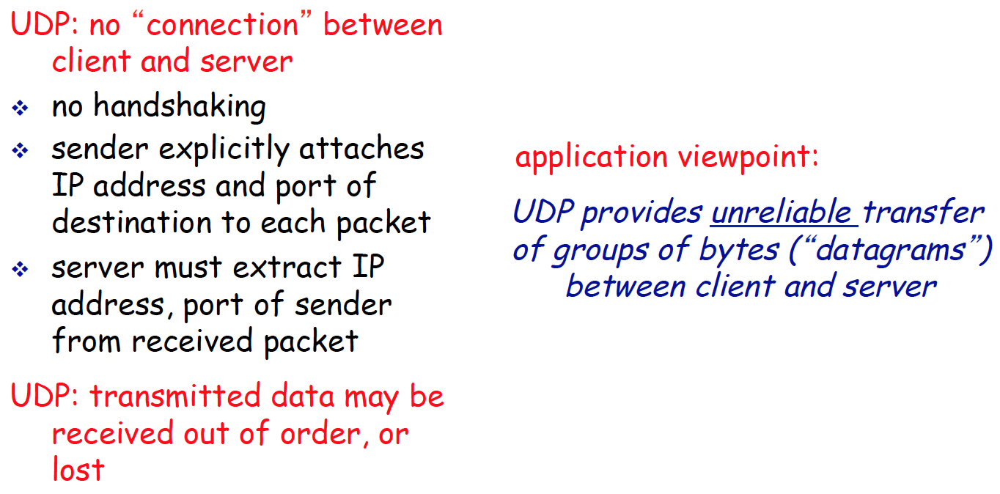 UDP: no “connection” between
client and server
❖ no handshaking
❖ sender explicitly attaches
IP address and port of
destination to each packet
❖ server must extract IP
address, port of sender
from received packet
UDP: transmitted data may be
received out of order, or
lost
application viewpoint:
UDP provides unreliable transfer
of groups of bytes (“datagrams”)
between client and server